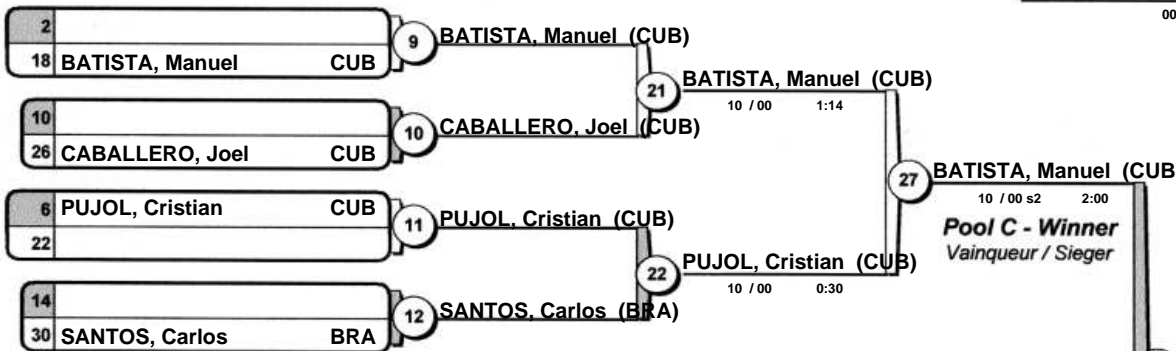 00
2
18 BATISTA, Manuel CUB
9
BATISTA, Manuel (CUB)
10
26 CABALLERO, Joel CUB
10
CABALLERO, Joel (CUB)
21
BATISTA, Manuel (CUB)
10 / 00 1:14
6 PUJOL, Cristian CUB
22
11
PUJOL, Cristian (CUB)
14
30 SANTOS, Carlos BRA
12
SANTOS, Carlos (BRA)
22
PUJOL, Cristian (CUB)
10 / 00 0:30
27
BATISTA, Manuel (CUB
10 / 00 s2 2:00
Pool C - Winner
Vainqueur / Sieger